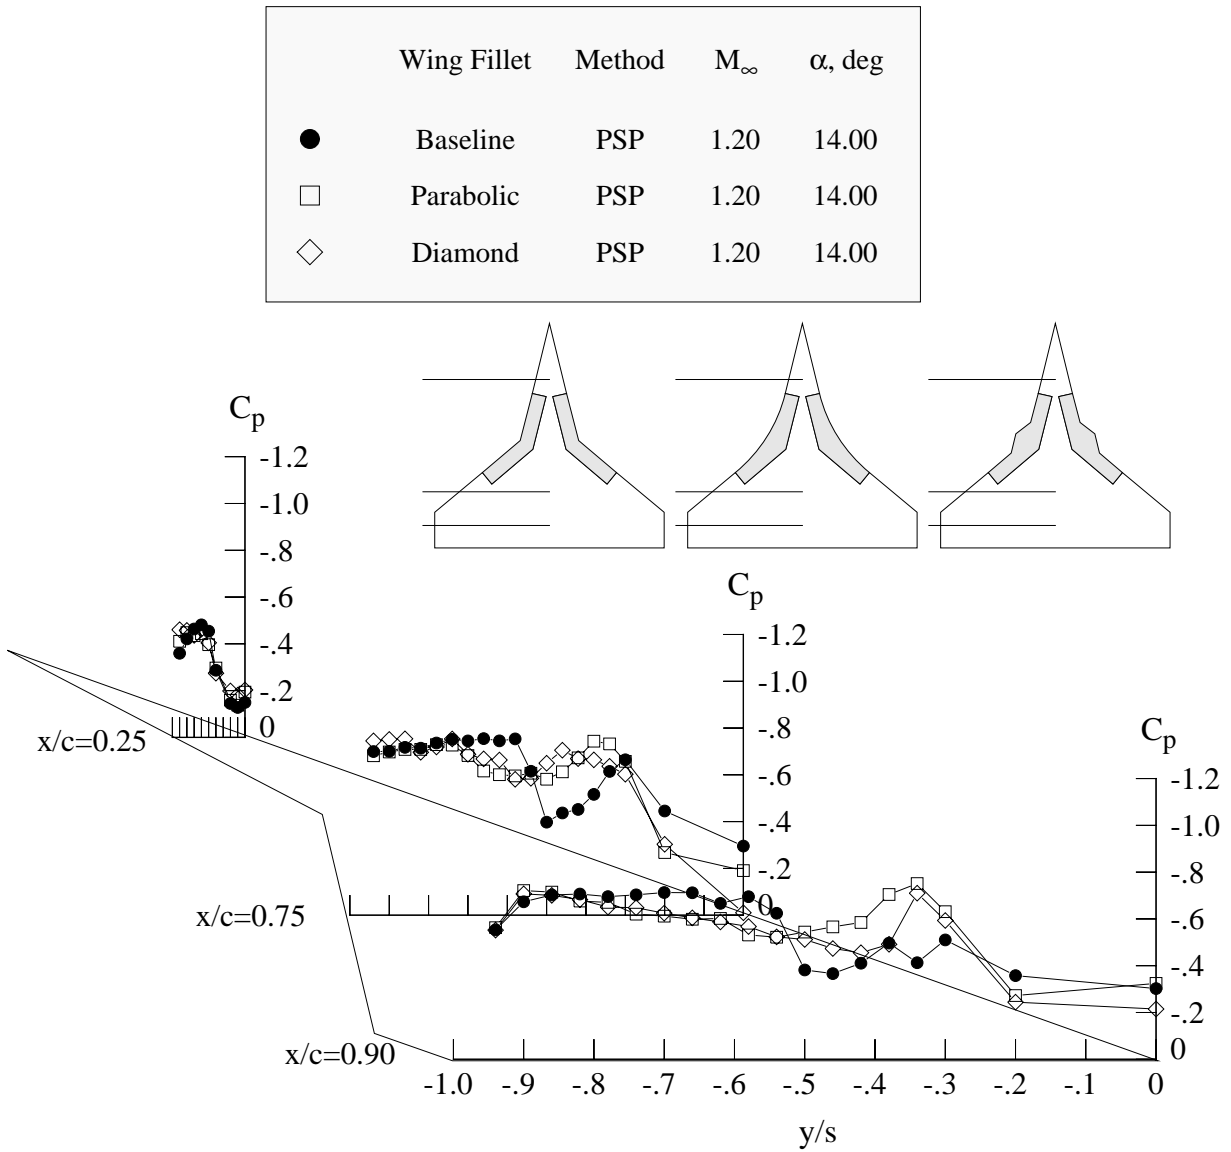 Wing Fillet Method M∞ α, deg
Baseline PSP 1.20 14.00
Parabolic PSP 1.20 14.00
Diamond PSP 1.20 14.00
Cp
-1.2
-1.0
-.8
-.6
-.4
-.2
0
x/c=0.25
Cp
-1.2
-1.0
-.8
-.6
-.4
-.2
0
x/c=0.75
Cp
-1.2
-1.0
-.8
-.6
-.4
-.2
0
x/c=0.90
-1.0 -.9 -.8 -.7 -.6 -.5 -.4 -.3 -.2 -.1 0
y/s